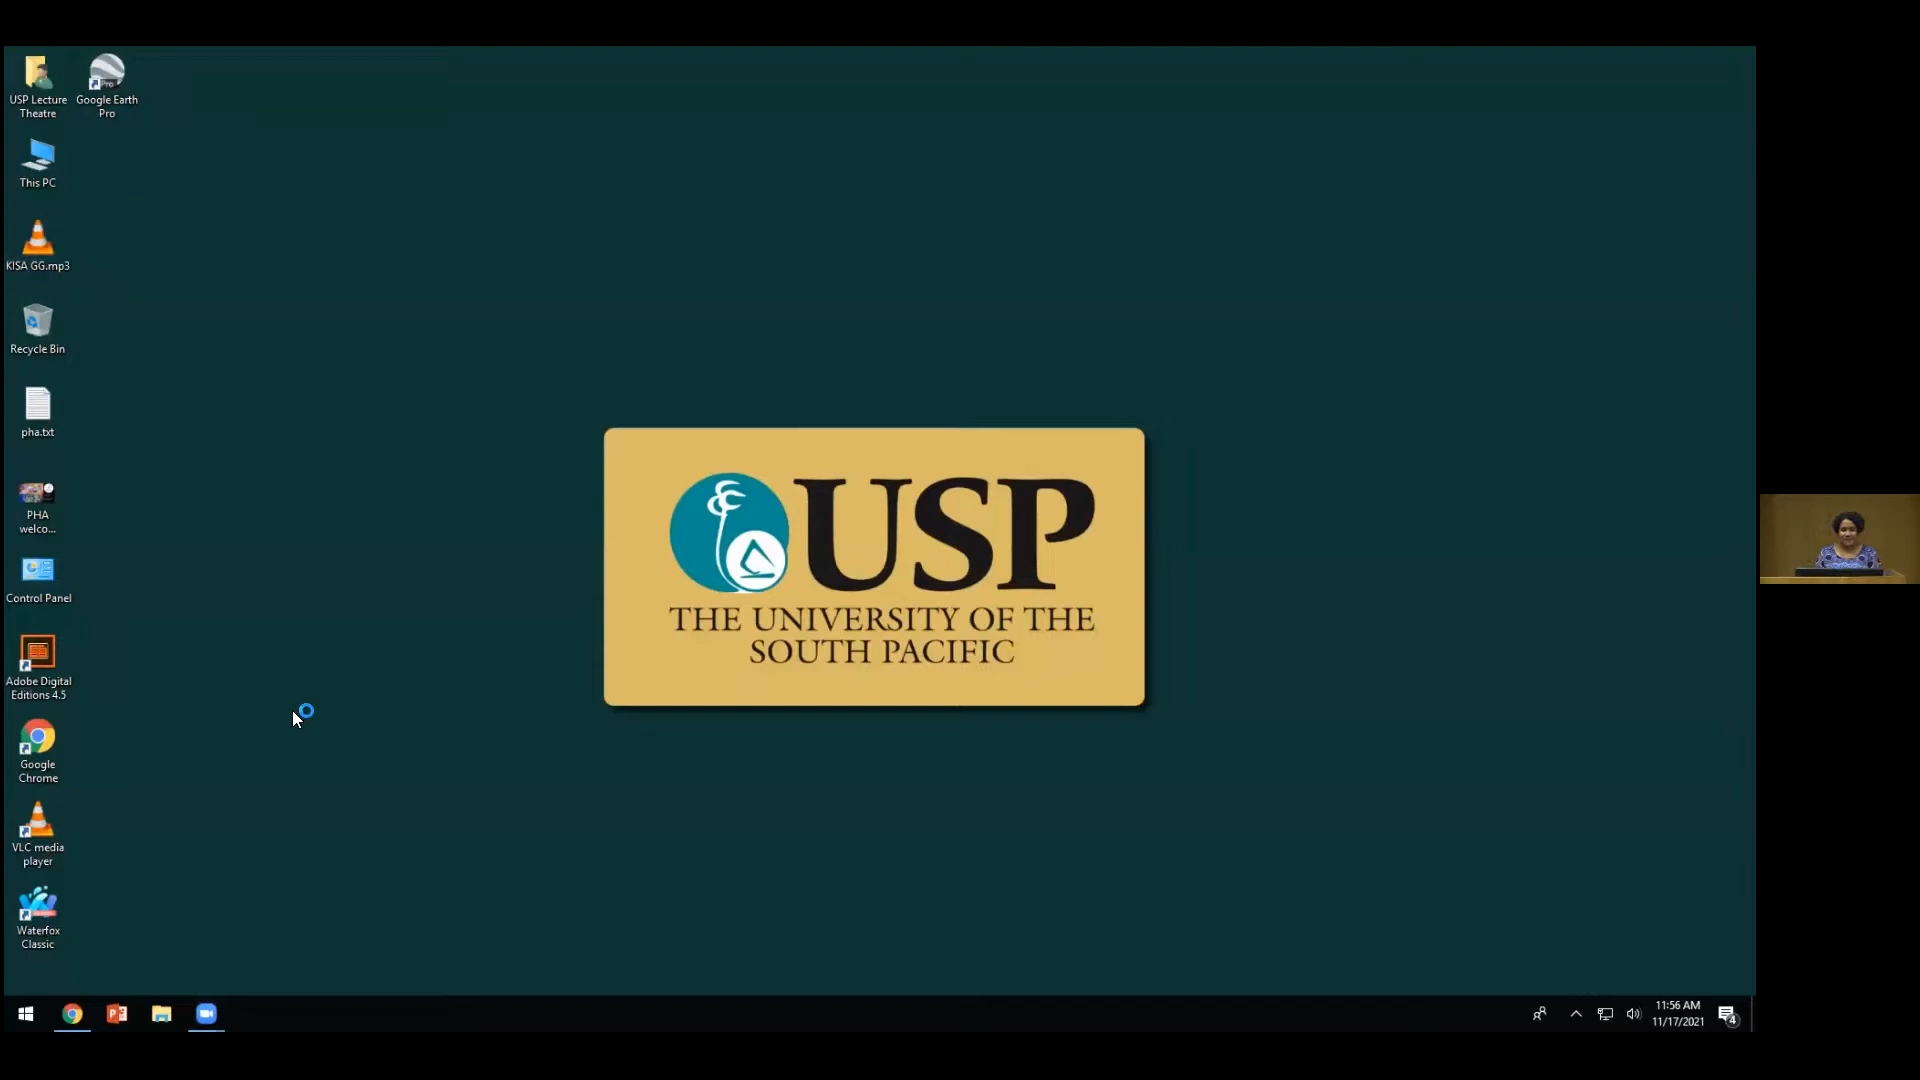 USP Lecture
Theatre
Google Earth
Pro
This PC
KISA GG.mp3
Recycle Bin
pha.txt
PHA
welco...
Control Panel
Adobe Digital
Editions 4.5
Google
Chrome
VLC media
player
Waterfox
Classic
USP
THE UNIVERSITY OF THE
SOUTH PACIFIC
11:56 AM
11/17/2021
4